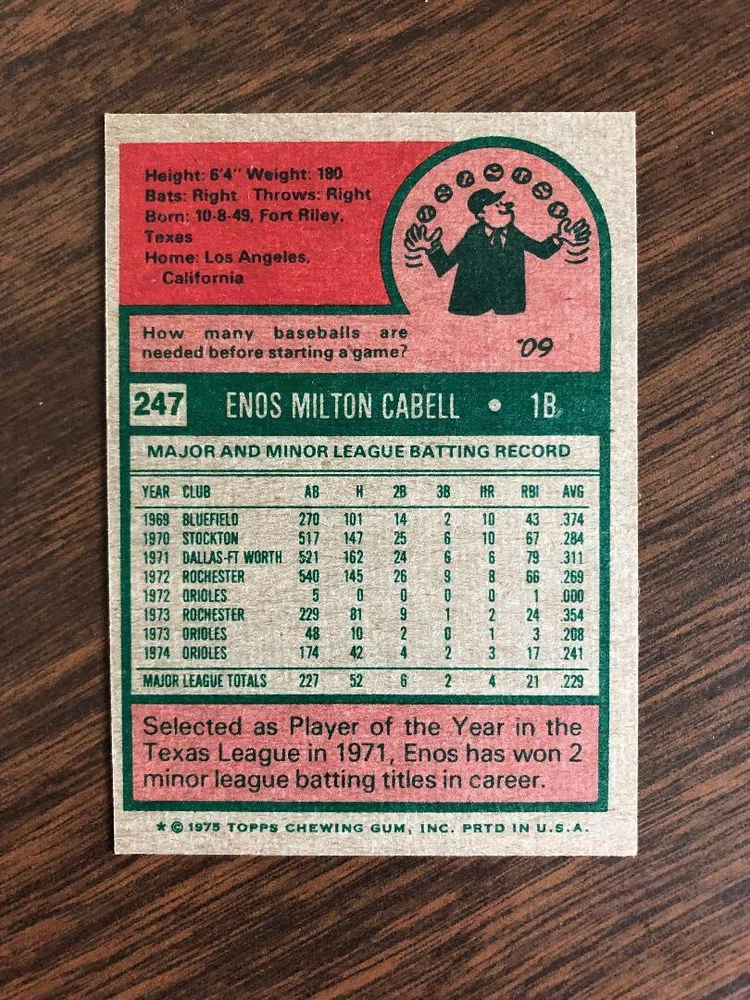 Height: 6'4" Weight: 180
Bats: Right Throws: Right
Born: 10-8-49, Fort Riley,
Texas
Home: Los Angeles,
California
How many baseballs are
needed before starting a game?
'09
247 ENOS MILTON CABELL • 1B
MAJOR AND MINOR LEAGUE BATTING RECORD
YEAR CLUB AB H 2B 3B HR RBI AVG
1969 BLUEFIELD 270 101 14 2 10 43 .374
1970 STOCKTON 517 147 25 6 10 67 .284
1971 DALLAS-FT WORTH 521 162 24 6 6 79 .311
1972 ROCHESTER 540 145 26 9 8 66 .269
1972 ORIOLES 5 0 0 0 0 1 .000
1973 ROCHESTER 229 81 9 1 2 24 .354
1973 ORIOLES 48 10 2 0 1 3 .208
1974 ORIOLES 174 42 4 2 3 17 .241
MAJOR LEAGUE TOTALS 227 52 6 2 4 21 .229
Selected as Player of the Year in the
Texas League in 1971, Enos has won 2
minor league batting titles in career.
* © 1975 TOPPS CHEWING GUM, INC. PRTD IN U.S.A.